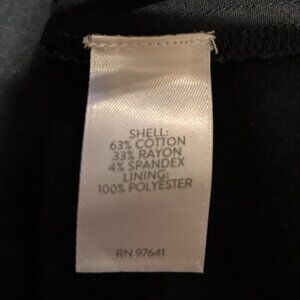 SHELL:
63% COTTON
33% RAYON
4% SPANDEX
LINING:
100% POLYESTER
RN 97641